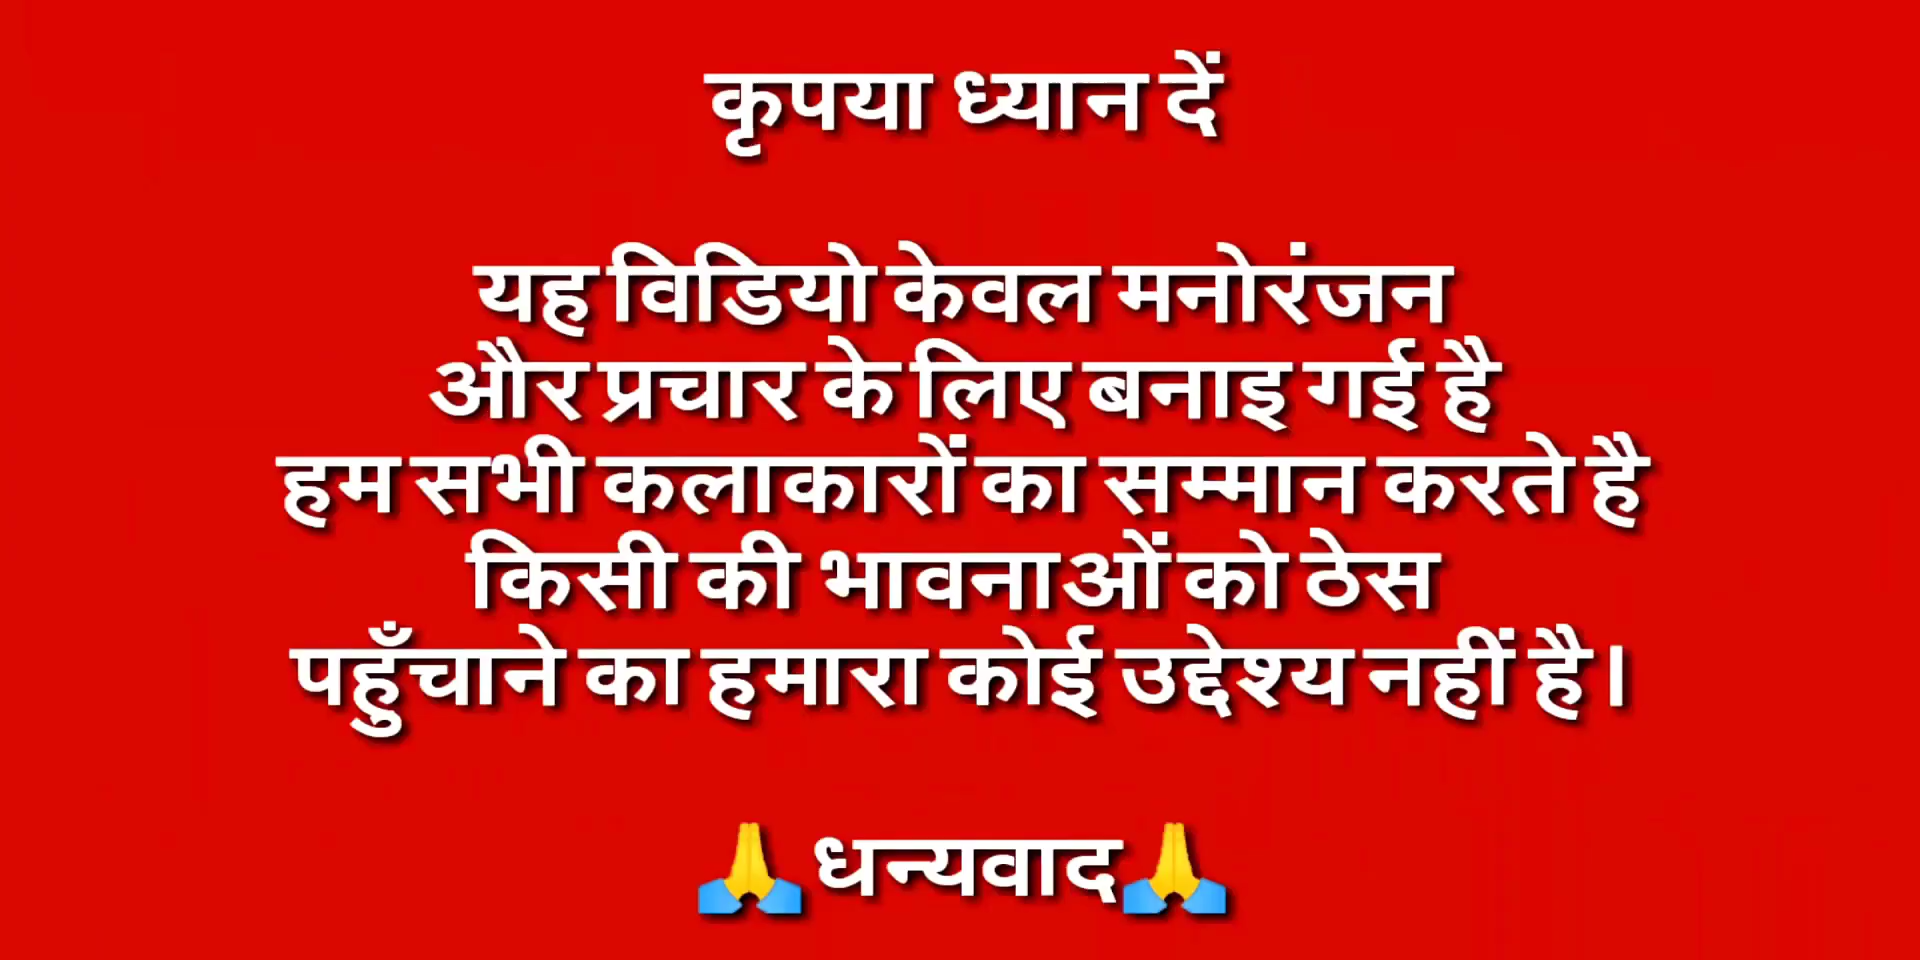 कृपया ध्यान दें
यह विडियो केवल मनोरंजन
और प्रचार के लिए बनाइ गई है
हम सभी कलाकारों का सम्मान करते है
किसी की भावनाओं को ठेस
पहुँचाने का हमारा कोई उद्देश्य नहीं है।
🙏धन्यवाद🙏